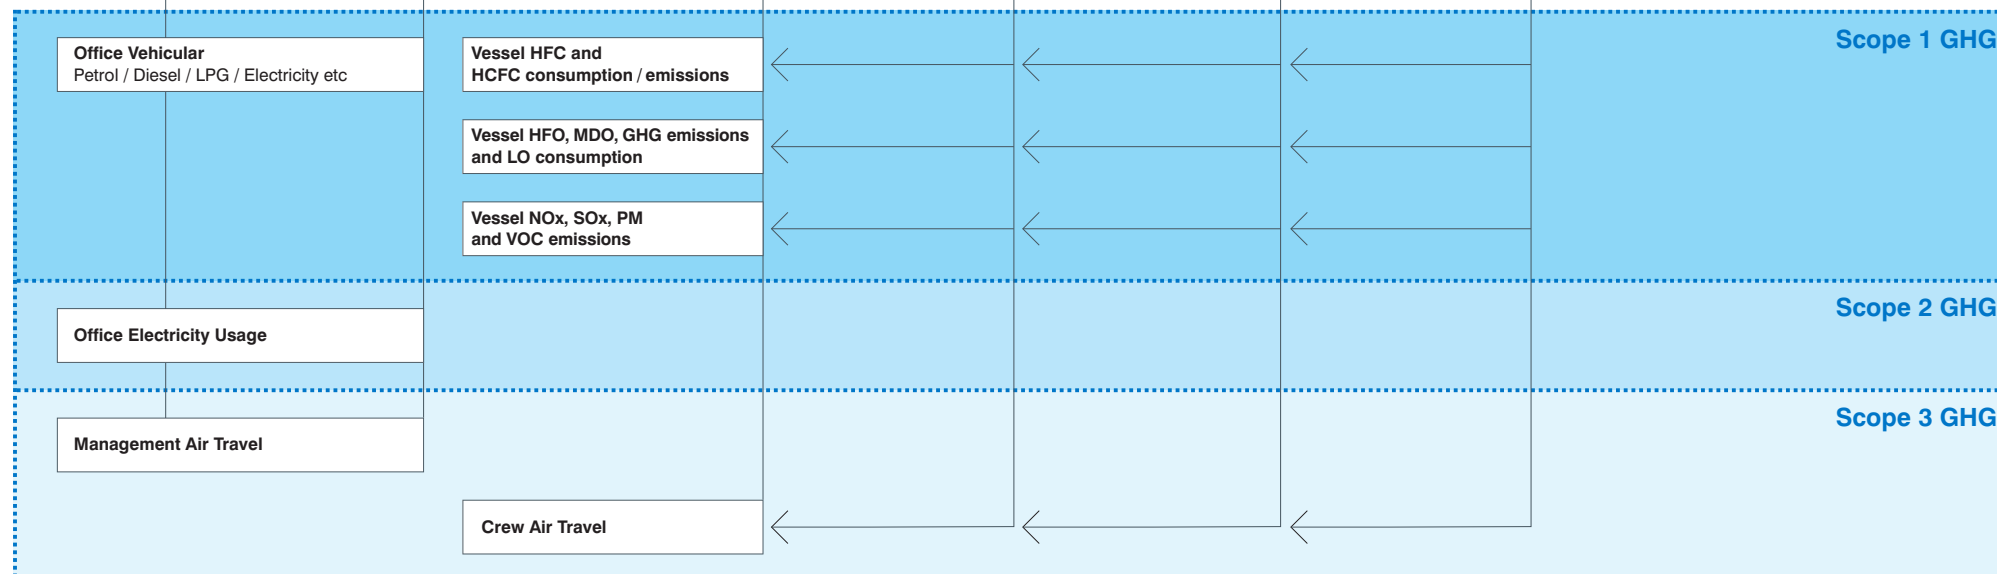 Scope 1 GHG
Office Vehicular
Petrol / Diesel / LPG / Electricity etc
Vessel HFC and
HCFC consumption / emissions
Vessel HFO, MDO, GHG emissions
and LO consumption
Vessel NOx, SOx, PM
and VOC emissions
Scope 2 GHG
Office Electricity Usage
Scope 3 GHG
Management Air Travel
Crew Air Travel